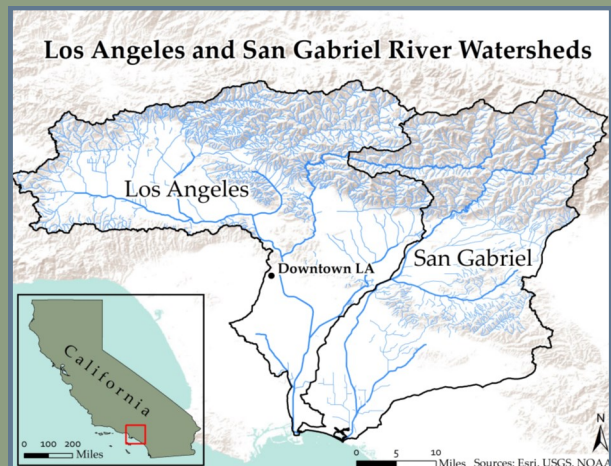 Los Angeles and San Gabriel River Watersheds
Los Angeles
San Gabriel
Downtown LA
California
0 100 200
Miles
N
0 5 10
Miles Sources: Esri, USGS, NOAA